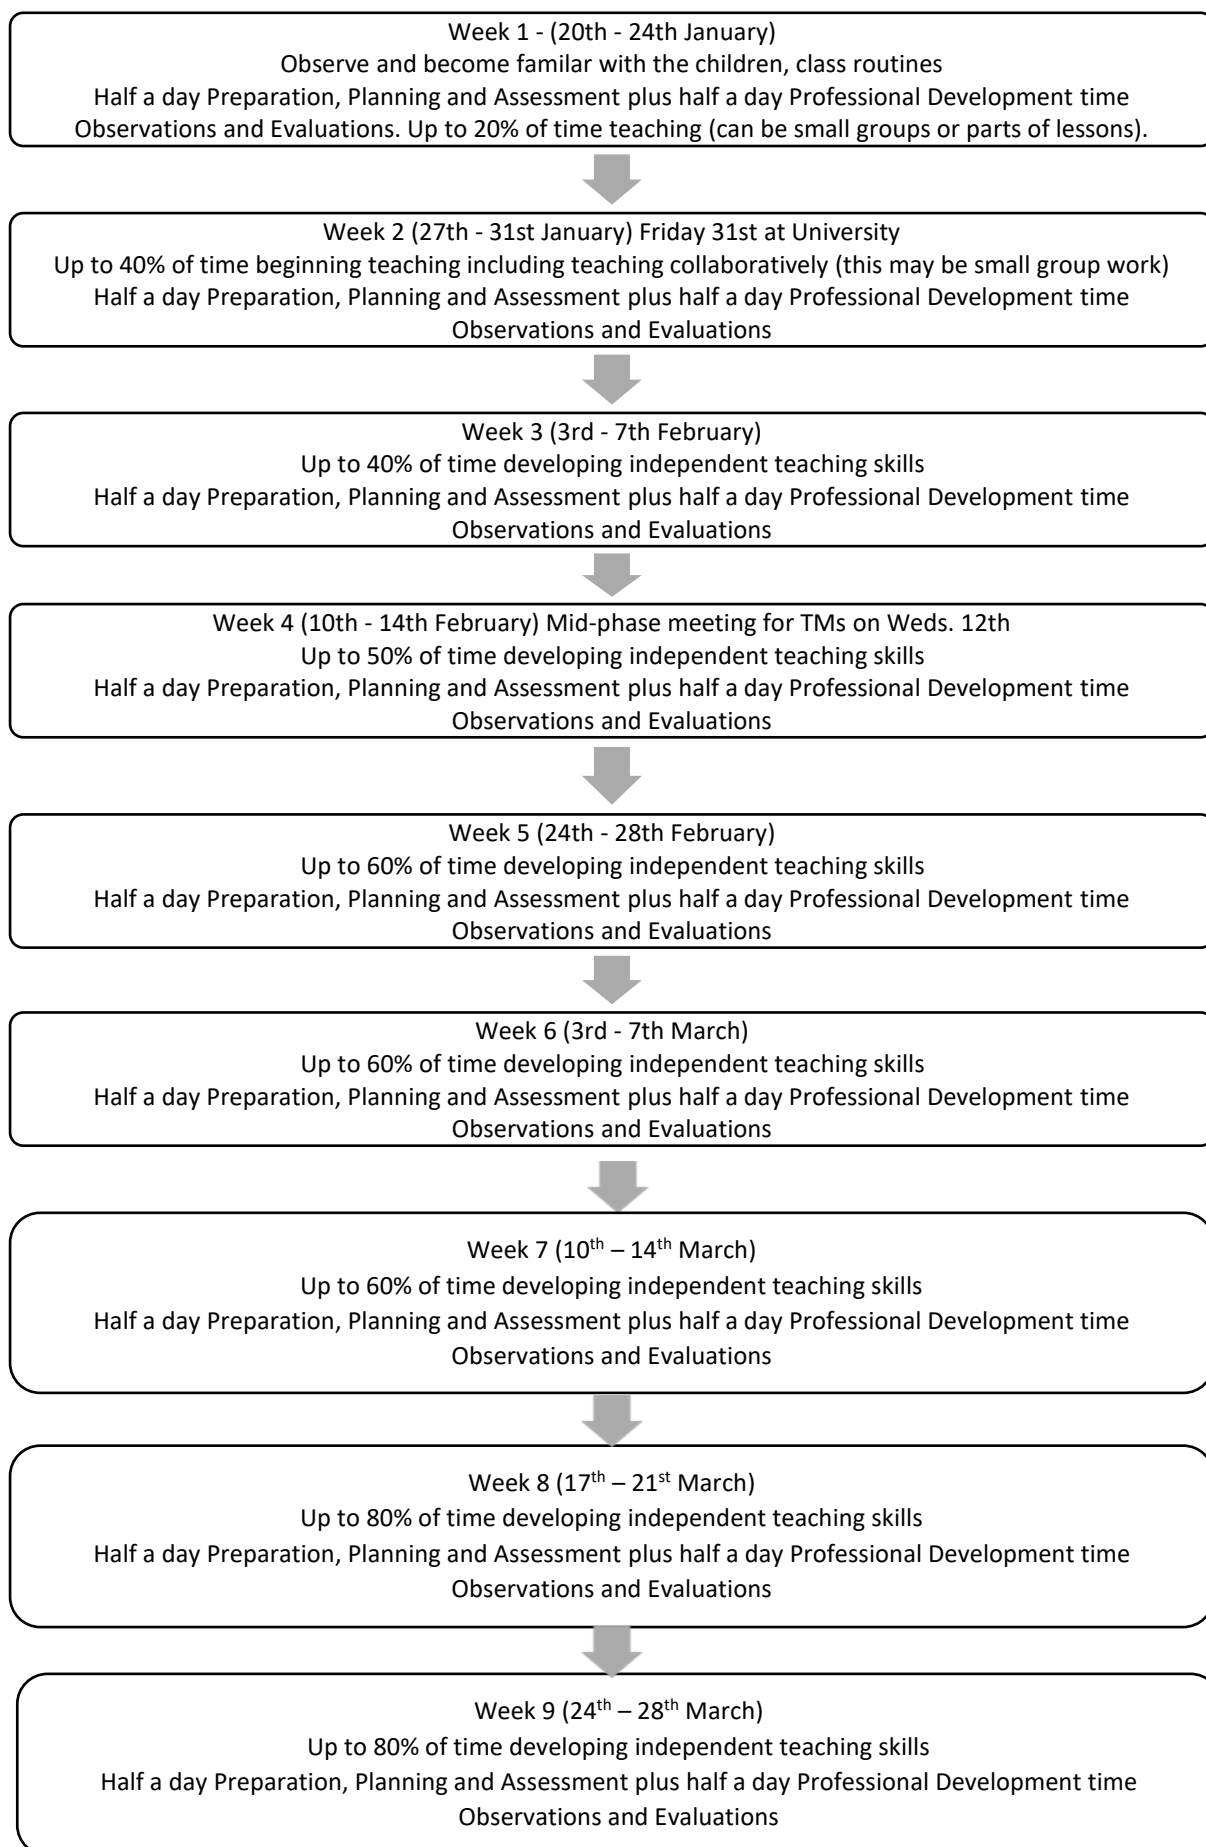 Week 1 - (20th - 24th January)
Observe and become familar with the children, class routines
Half a day Preparation, Planning and Assessment plus half a day Professional Development time
Observations and Evaluations. Up to 20% of time teaching (can be small groups or parts of lessons).
Week 2 (27th - 31st January) Friday 31st at University
Up to 40% of time beginning teaching including teaching collaboratively (this may be small group work)
Half a day Preparation, Planning and Assessment plus half a day Professional Development time
Observations and Evaluations
Week 3 (3rd - 7th February)
Up to 40% of time developing independent teaching skills
Half a day Preparation, Planning and Assessment plus half a day Professional Development time
Observations and Evaluations
Week 4 (10th - 14th February) Mid-phase meeting for TMs on Weds. 12th
Up to 50% of time developing independent teaching skills
Half a day Preparation, Planning and Assessment plus half a day Professional Development time
Observations and Evaluations
Week 5 (24th - 28th February)
Up to 60% of time developing independent teaching skills
Half a day Preparation, Planning and Assessment plus half a day Professional Development time
Observations and Evaluations
Week 6 (3rd - 7th March)
Up to 60% of time developing independent teaching skills
Half a day Preparation, Planning and Assessment plus half a day Professional Development time
Observations and Evaluations
Week 7 (10th – 14th March)
Up to 60% of time developing independent teaching skills
Half a day Preparation, Planning and Assessment plus half a day Professional Development time
Observations and Evaluations
Week 8 (17th – 21st March)
Up to 80% of time developing independent teaching skills
Half a day Preparation, Planning and Assessment plus half a day Professional Development time
Observations and Evaluations
Week 9 (24th – 28th March)
Up to 80% of time developing independent teaching skills
Half a day Preparation, Planning and Assessment plus half a day Professional Development time
Observations and Evaluations